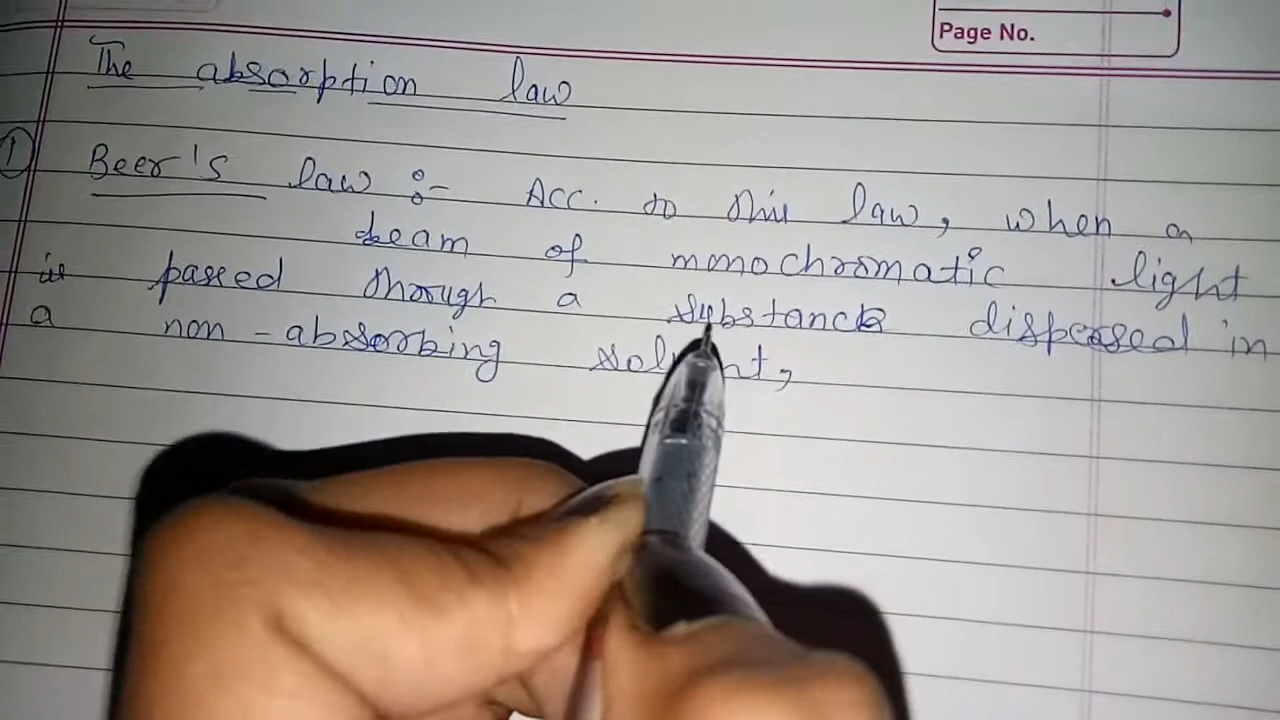 Page No.
The absorption law
① Beer's law :- Acc. to this law, when a
beam of monochromatic light
is passed through a substance dispersed in
a non-absorbing solvent,